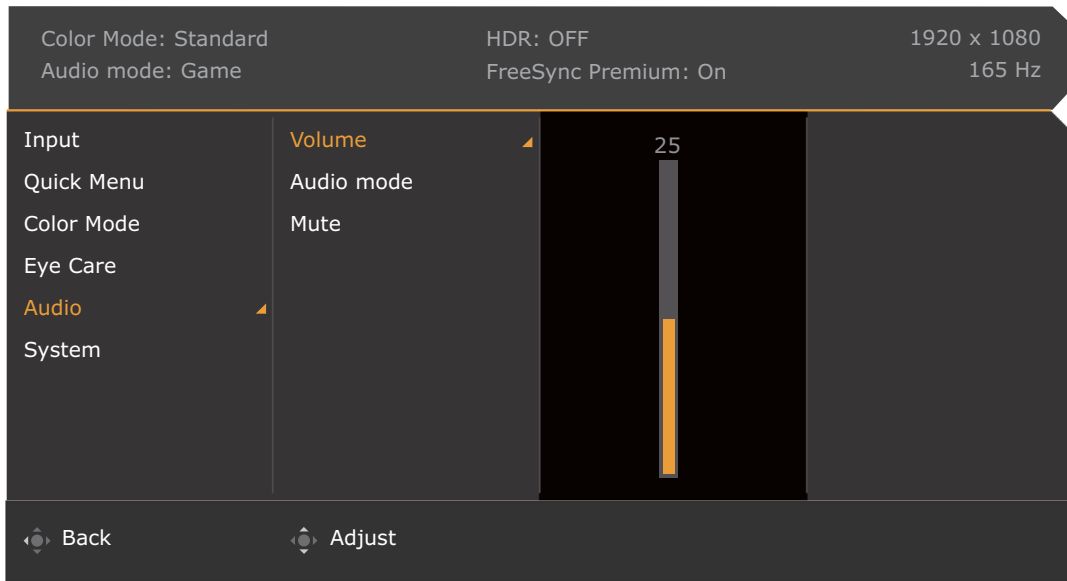 Color Mode: Standard
HDR: OFF
1920 x 1080
Audio mode: Game
FreeSync Premium: On
165 Hz
Input
Quick Menu
Color Mode
Eye Care
Audio
System
Volume
Audio mode
Mute
25
Back
Adjust